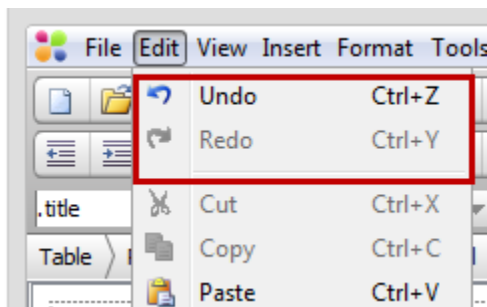 File Edit View Insert Format Tools
Undo Ctrl+Z
Redo Ctrl+Y
.title Cut Ctrl+X
Table Copy Ctrl+C
Paste Ctrl+V